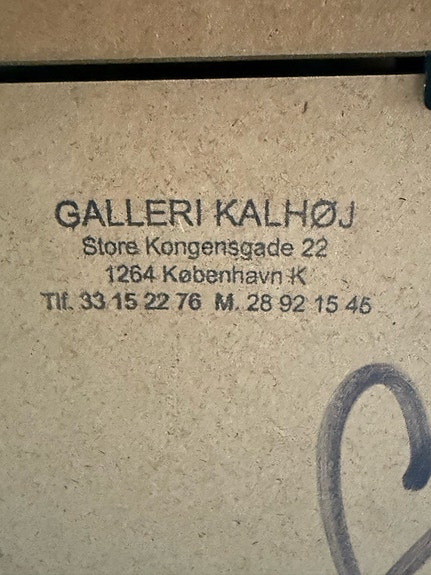 GALLERI KALHØJ
Store Kongensgade 22
1264 København K
Tlf. 33 15 22 76 M. 28 92 15 45